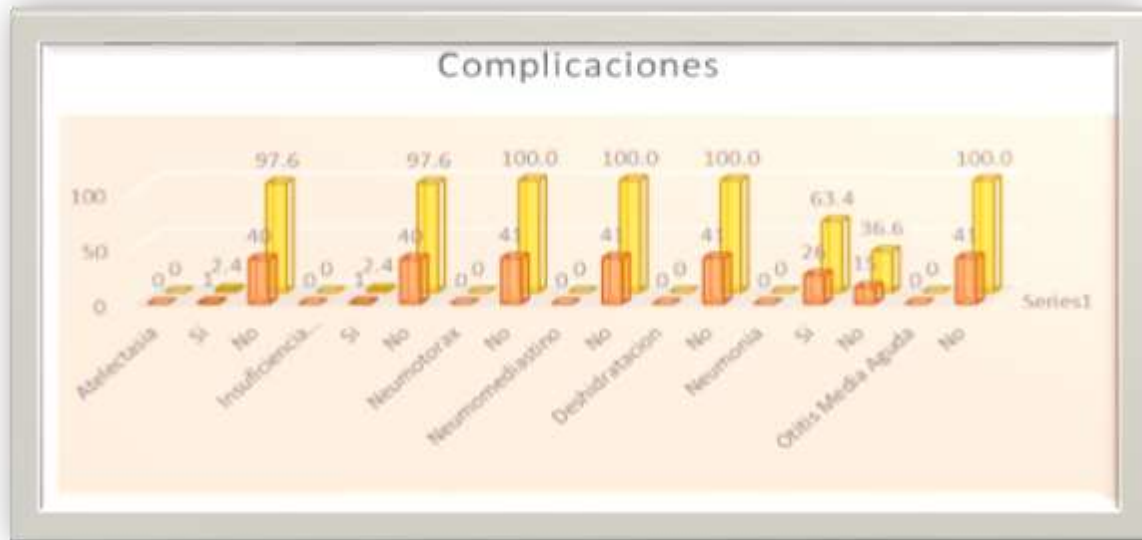 Complicaciones
97.6 97.6 100.0 100.0 100.0 100.0
63.4
36.6
100
50
0
40 40 41 41 41 26 15 41
0 0 1 2.4 0 0 1 2.4 0 0 0 0 0 0 0 0 0 0
Series1
Atelectasia
Si
No
Insuficiencia...
Si
No
Neumotorax
No
Neumomediastino
No
Deshidratacion
No
Neumonia
Si
No
Otitis Media Aguda
No